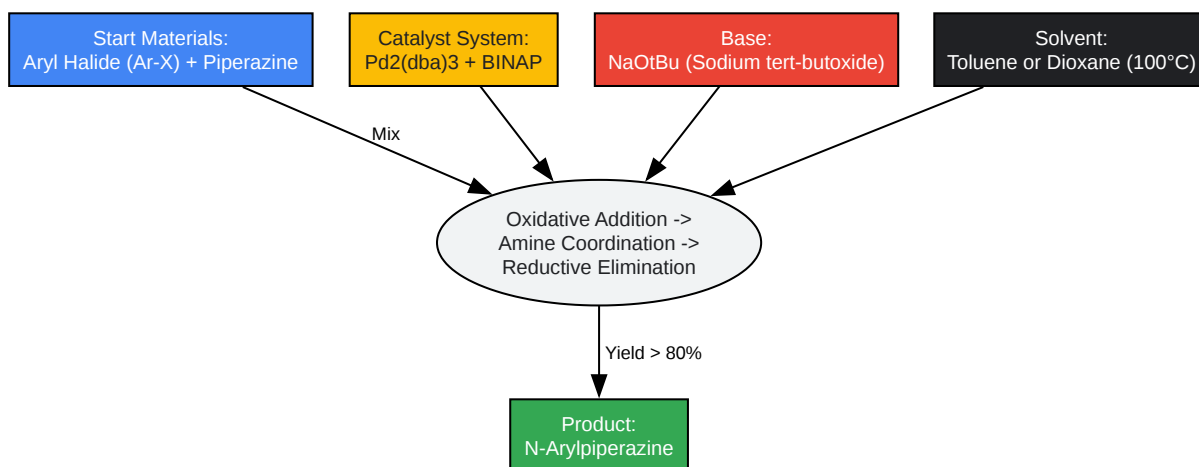 Start Materials:
Aryl Halide (Ar-X) + Piperazine
Catalyst System:
Pd2(dba)3 + BINAP
Base:
NaOtBu (Sodium tert-butoxide)
Solvent:
Toluene or Dioxane (100°C)
Mix
Oxidative Addition ->
Amine Coordination ->
Reductive Elimination
Yield > 80%
Product:
N-Arylpiperazine